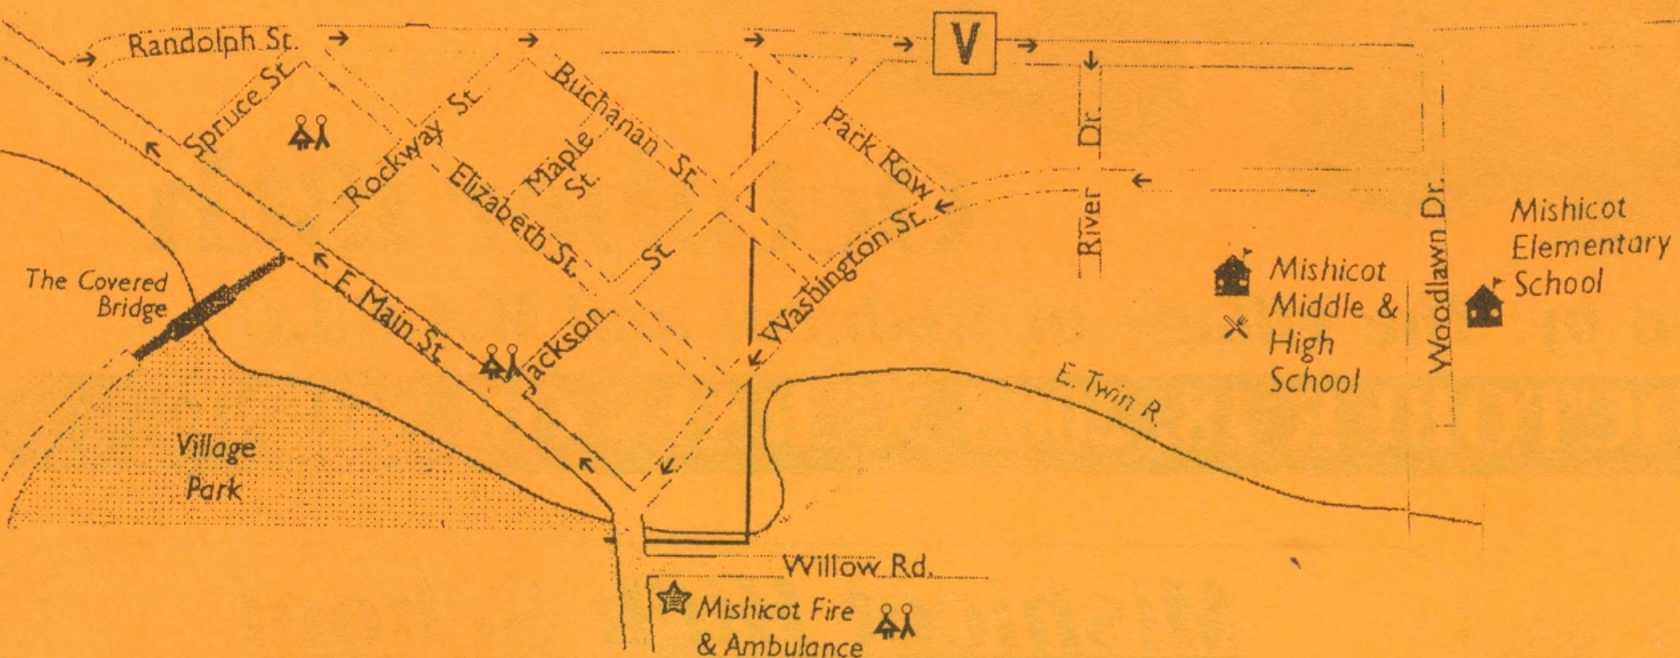 Randolph St.
V
Spruce St.
Rockway St
Buchanan St.
Maple
St.
Elizabeth St.
Park Row
River Dr.
Washington St.
Jackson St.
E. Main St.
The Covered
Bridge
Village
Park
Mishicot
Middle &
High
School
Woodlawn Dr.
Mishicot
Elementary
School
E. Twin R.
Willow Rd.
Mishicot Fire
& Ambulance